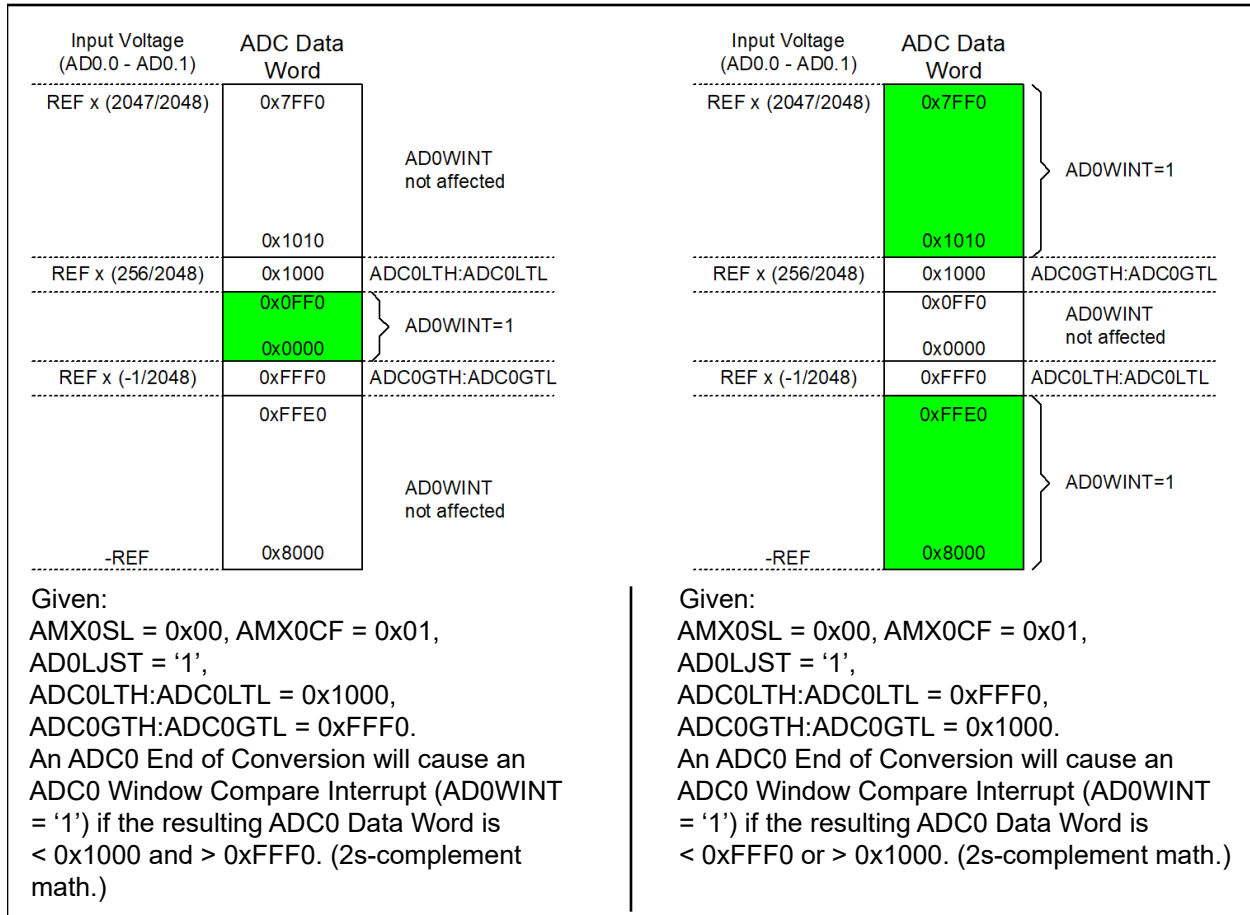 Input Voltage
(AD0.0 - AD0.1)
ADC Data
Word
REF x (2047/2048)
0x7FF0
AD0WINT
not affected
0x1010
REF x (256/2048)
0x1000
ADC0LTH:ADC0LTL
0x0FF0
AD0WINT=1
0x0000
REF x (-1/2048)
0xFFF0
ADC0GTH:ADC0GTL
0xFFE0
AD0WINT
not affected
-REF
0x8000
Given:
AMX0SL = 0x00, AMX0CF = 0x01,
AD0LJST = ‘1’,
ADC0LTH:ADC0LTL = 0x1000,
ADC0GTH:ADC0GTL = 0xFFF0.
An ADC0 End of Conversion will cause an
ADC0 Window Compare Interrupt (AD0WINT
= ‘1’) if the resulting ADC0 Data Word is
< 0x1000 and > 0xFFF0. (2s-complement
math.)
Input Voltage
(AD0.0 - AD0.1)
ADC Data
Word
REF x (2047/2048)
0x7FF0
AD0WINT=1
0x1010
REF x (256/2048)
0x1000
ADC0GTH:ADC0GTL
0x0FF0
AD0WINT
not affected
0x0000
REF x (-1/2048)
0xFFF0
ADC0LTH:ADC0LTL
0xFFE0
AD0WINT=1
-REF
0x8000
Given:
AMX0SL = 0x00, AMX0CF = 0x01,
AD0LJST = ‘1’,
ADC0LTH:ADC0LTL = 0xFFF0,
ADC0GTH:ADC0GTL = 0x1000.
An ADC0 End of Conversion will cause an
ADC0 Window Compare Interrupt (AD0WINT
= ‘1’) if the resulting ADC0 Data Word is
< 0xFFF0 or > 0x1000. (2s-complement math.)